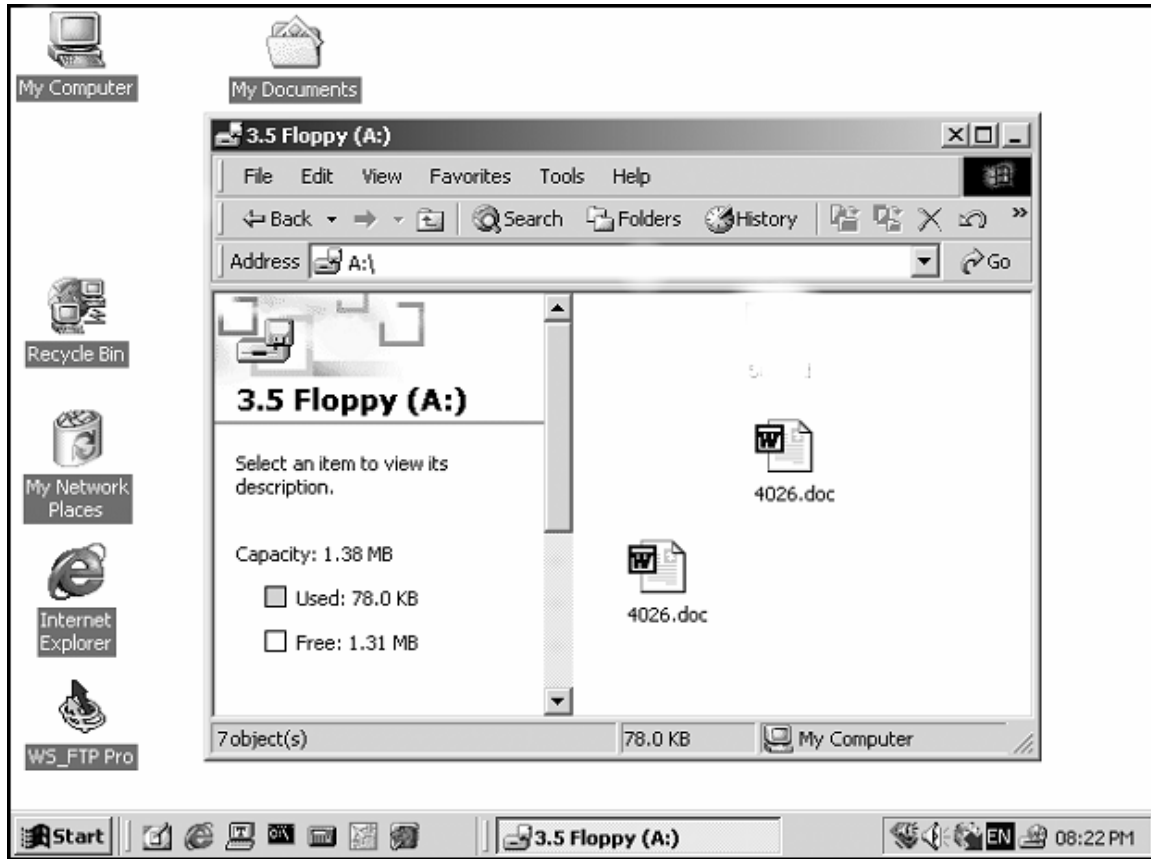 My Computer
My Documents
3.5 Floppy (A:)
File Edit View Favorites Tools Help
Back Search Folders History »
Address A:\ Go
Recycle Bin
3.5 Floppy (A:)
Select an item to view its
description.
4026.doc
My Network
Places
Capacity: 1.38 MB
Used: 78.0 KB
Free: 1.31 MB
4026.doc
Internet
Explorer
7 object(s) 78.0 KB My Computer
WS_FTP Pro
Start 3.5 Floppy (A:) EN 08:22 PM